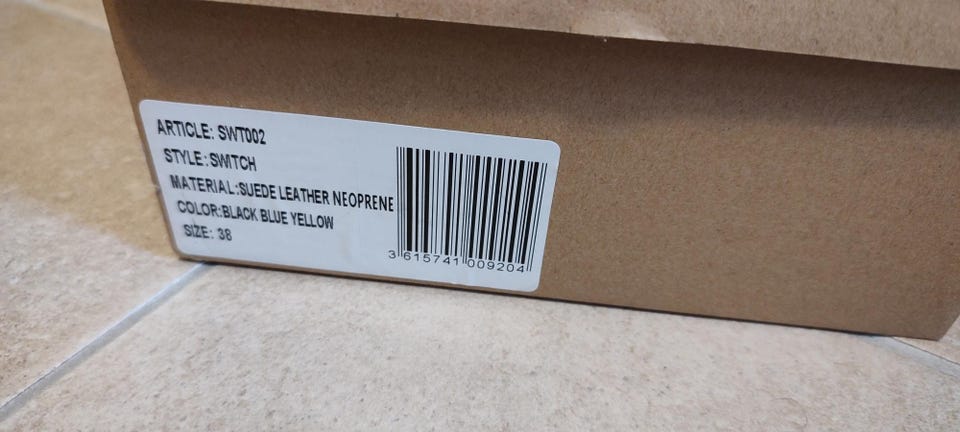 ARTICLE: SWT002
STYLE: SWITCH
MATERIAL:SUEDE LEATHER NEOPRENE
COLOR:BLACK BLUE YELLOW
SIZE: 38
3 615741 009204